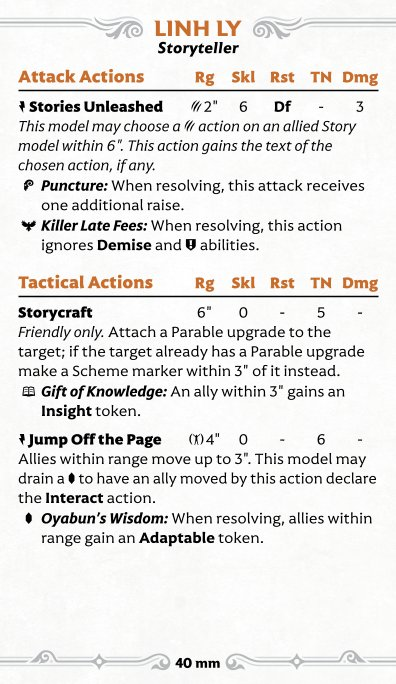 LINH LY
Storyteller
Attack Actions Rg Skl Rst TN Dmg
Stories Unleashed 2" 6 Df - 3
This model may choose a action on an allied Story
model within 6". This action gains the text of the
chosen action, if any.
Puncture: When resolving, this attack receives
one additional raise.
Killer Late Fees: When resolving, this action
ignores Demise and abilities.
Tactical Actions Rg Skl Rst TN Dmg
Storycraft 6" 0 - 5 -
Friendly only. Attach a Parable upgrade to the
target; if the target already has a Parable upgrade
make a Scheme marker within 3" of it instead.
Gift of Knowledge: An ally within 3" gains an
Insight token.
Jump Off the Page 4" 0 - 6 -
Allies within range move up to 3". This model may
drain a to have an ally moved by this action declare
the Interact action.
Oyabun's Wisdom: When resolving, allies within
range gain an Adaptable token.
40 mm